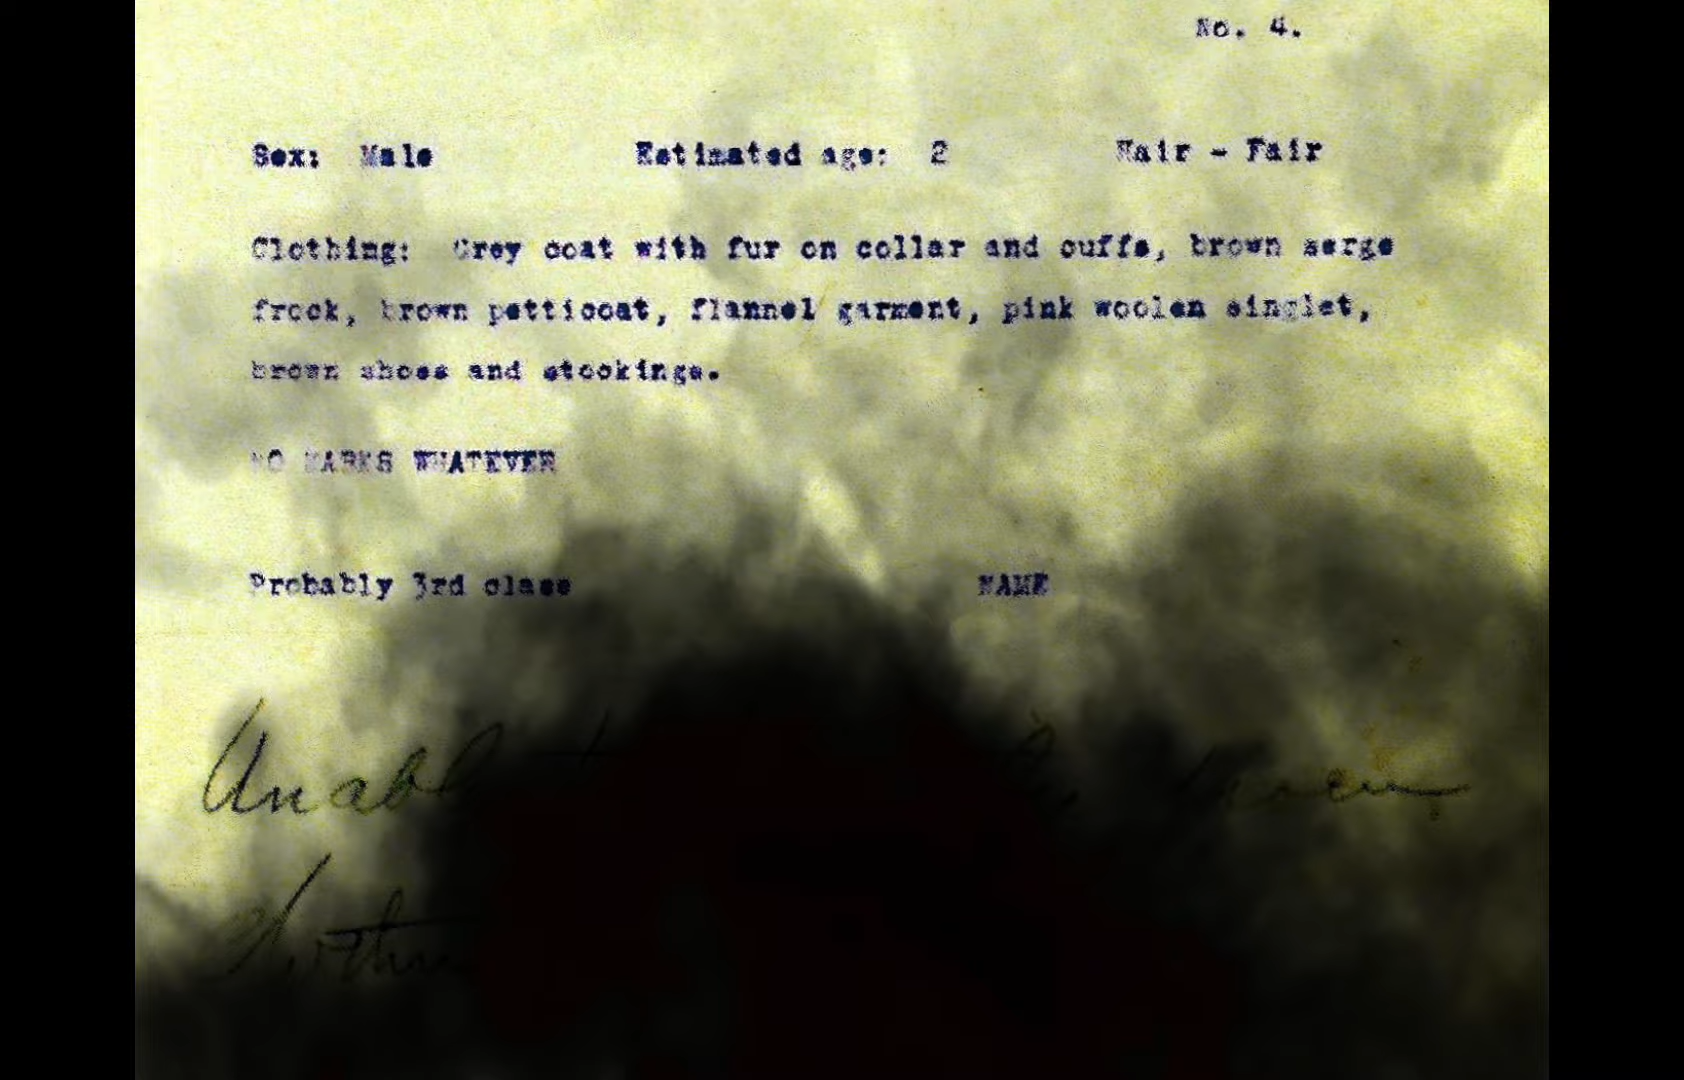 No. 4.
Sex: Male Estimated age: 2 Hair - Fair
Clothing: Grey coat with fur on collar and cuffs, brown serge
frock, brown petticoat, flannel garment, pink woolen singlet,
brown shoes and stockings.
NO MARKS WHATEVER
Probably 3rd class NAME